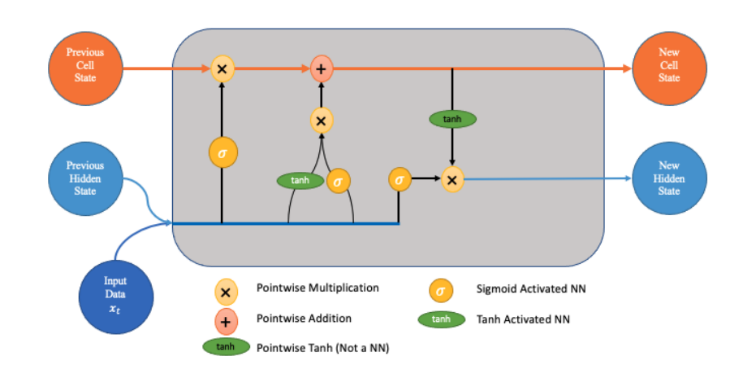 Previous
Cell
State
New
Cell
State
×
+
×
tanh
σ
Previous
Hidden
State
tanh
σ
σ
×
New
Hidden
State
Input
Data
xₜ
× Pointwise Multiplication
σ Sigmoid Activated NN
+ Pointwise Addition
tanh Tanh Activated NN
tanh Pointwise Tanh (Not a NN)